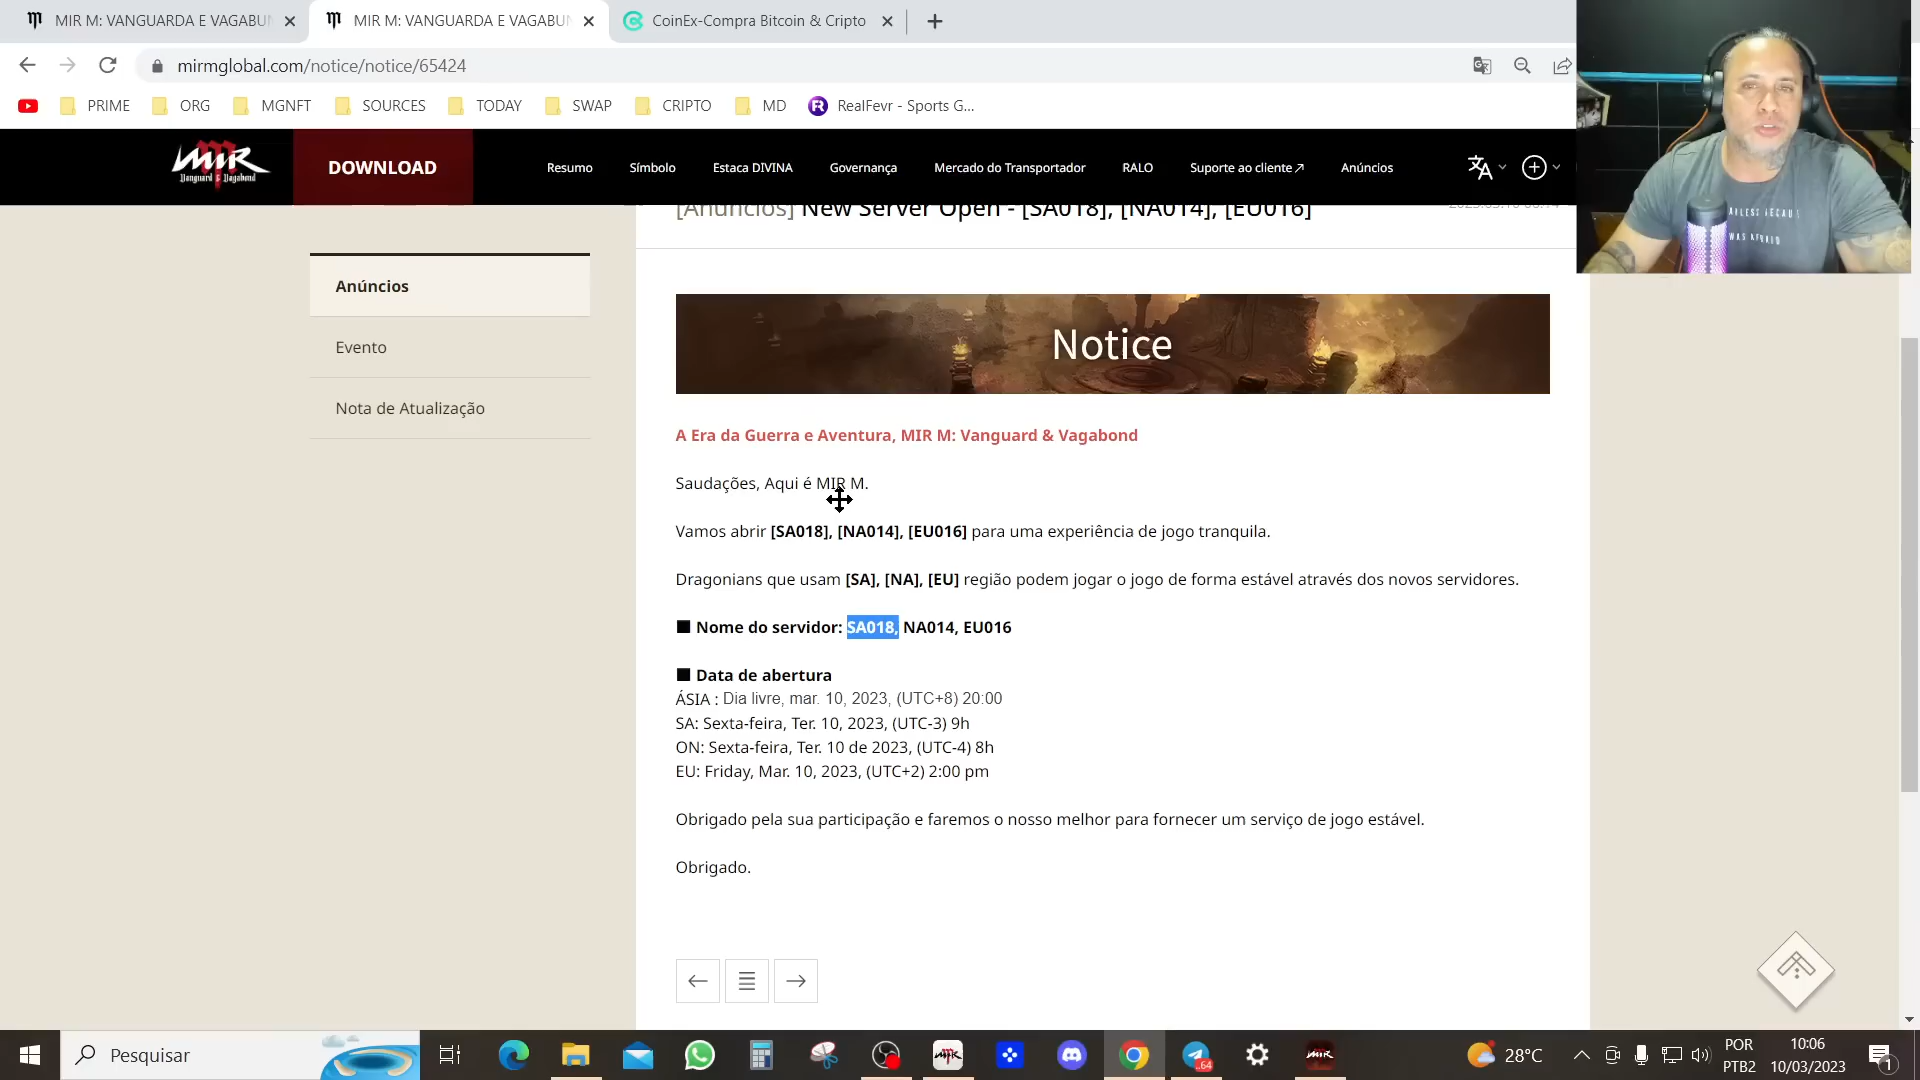 MIR M: VANGUARDA E VAGABUN
MIR M: VANGUARDA E VAGABUN
CoinEx-Compra Bitcoin & Cripto
mirmglobal.com/notice/notice/65424
PRIME
ORG
MGNFT
SOURCES
TODAY
SWAP
CRIPTO
MD
RealFevr - Sports G...
MIR
Vanguard & Vagabond
DOWNLOAD
Resumo
Símbolo
Estaca DIVINA
Governança
Mercado do Transportador
RALO
Suporte ao cliente
Anúncios
[Anúncios] New Server Open - [SA018], [NA014], [EU016]
Anúncios
Evento
Nota de Atualização
Notice
A Era da Guerra e Aventura, MIR M: Vanguard & Vagabond
Saudações, Aqui é MIR M.
Vamos abrir [SA018], [NA014], [EU016] para uma experiência de jogo tranquila.
Dragonians que usam [SA], [NA], [EU] região podem jogar o jogo de forma estável através dos novos servidores.
■ Nome do servidor: SA018, NA014, EU016
■ Data de abertura
ÁSIA : Dia livre, mar. 10, 2023, (UTC+8) 20:00
SA: Sexta-feira, Ter. 10, 2023, (UTC-3) 9h
ON: Sexta-feira, Ter. 10 de 2023, (UTC-4) 8h
EU: Friday, Mar. 10, 2023, (UTC+2) 2:00 pm
Obrigado pela sua participação e faremos o nosso melhor para fornecer um serviço de jogo estável.
Obrigado.
Pesquisar
64
28°C
POR
PTB2
10:06
10/03/2023
1